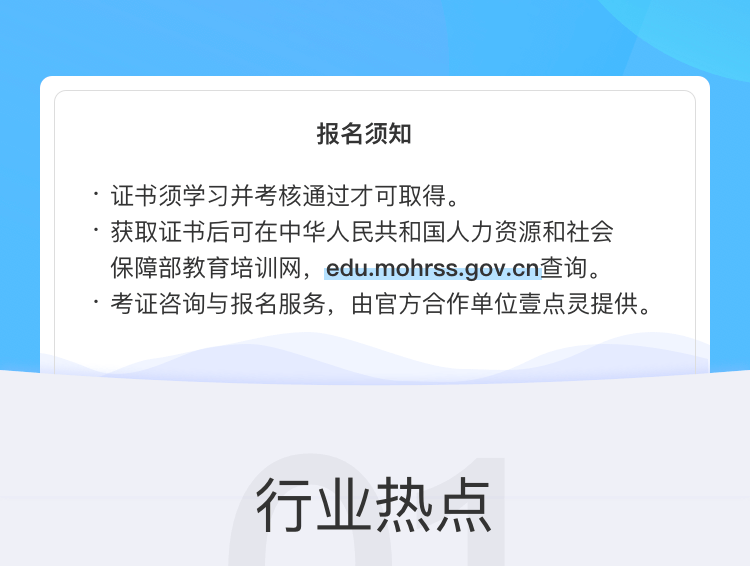 报名须知
· 证书须学习并考核通过才可取得。
· 获取证书后可在中华人民共和国人力资源和社会
保障部教育培训网，edu.mohrss.gov.cn查询。
· 考证咨询与报名服务，由官方合作单位壹点灵提供。
01
行业热点